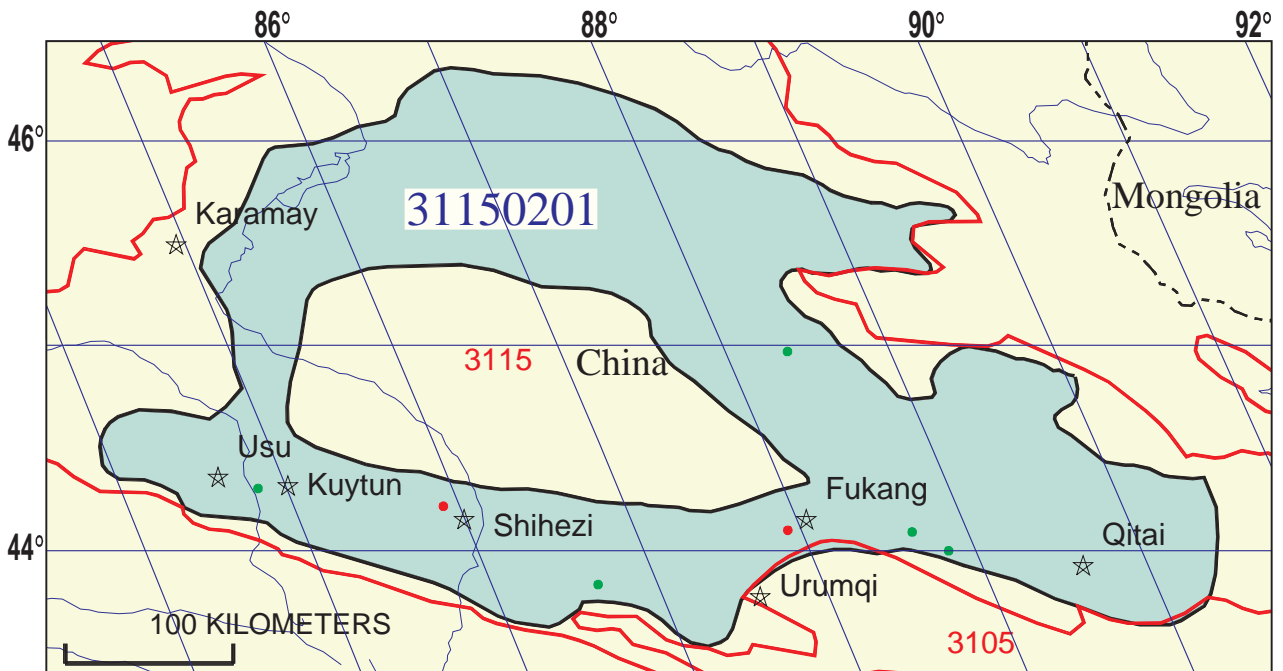 86° 88° 90° 92°
46°
Mongolia
31150201
Karamay
3115
China
Usu
Kuytun
Fukang
Shihezi
Qitai
44°
Urumqi
100 KILOMETERS
3105